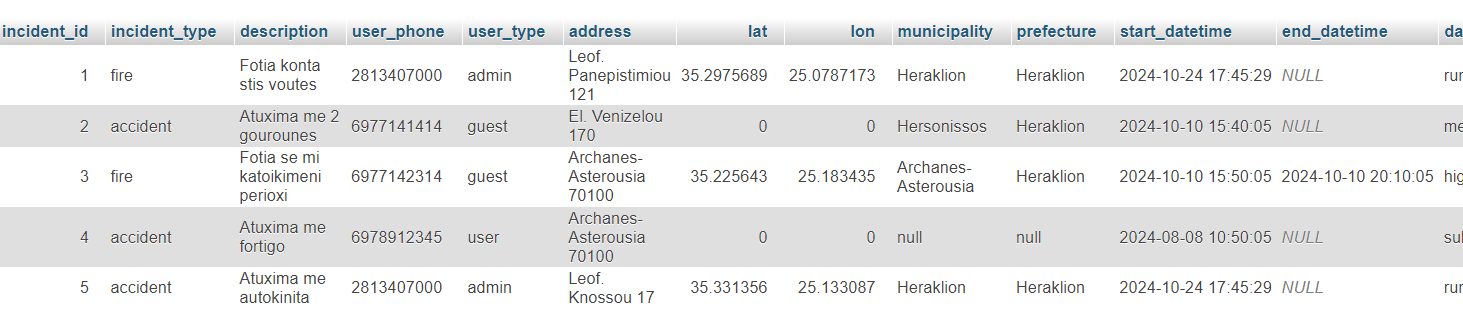 incident_id incident_type description user_phone user_type address lat lon municipality prefecture start_datetime end_datetime da
1 fire Fotia konta stis voutes 2813407000 admin Leof. Panepistimiou 121 35.2975689 25.0787173 Heraklion Heraklion 2024-10-24 17:45:29 NULL rur
2 accident Atuxima me 2 gourounes 6977141414 guest El. Venizelou 170 0 0 Hersonissos Heraklion 2024-10-10 15:40:05 NULL me
3 fire Fotia se mi katoikimeni perioxi 6977142314 guest Archanes-Asterousia 70100 35.225643 25.183435 Archanes-Asterousia Heraklion 2024-10-10 15:50:05 2024-10-10 20:10:05 hig
4 accident Atuxima me fortigo 6978912345 user Archanes-Asterousia 70100 0 0 null null 2024-08-08 10:50:05 NULL sul
5 accident Atuxima me autokinita 2813407000 admin Leof. Knossou 17 35.331356 25.133087 Heraklion Heraklion 2024-10-24 17:45:29 NULL rur